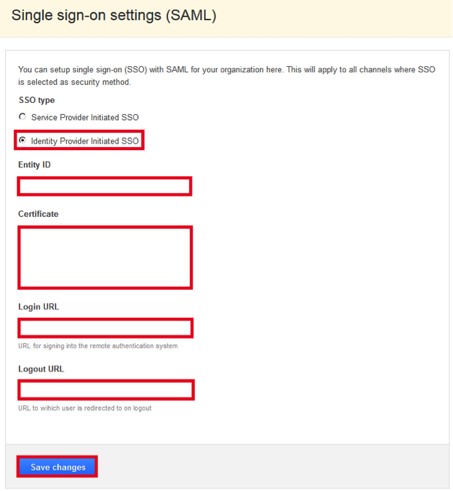 Single sign-on settings (SAML)
You can setup single sign-on (SSO) with SAML for your organization here. This will apply to all channels where SSO
is selected as security method.
SSO type
Service Provider Initiated SSO
Identity Provider Initiated SSO
Entity ID
Certificate
Login URL
URL for signing into the remote authentication system
Logout URL
URL to wihich user is redirected to on logout
Save changes